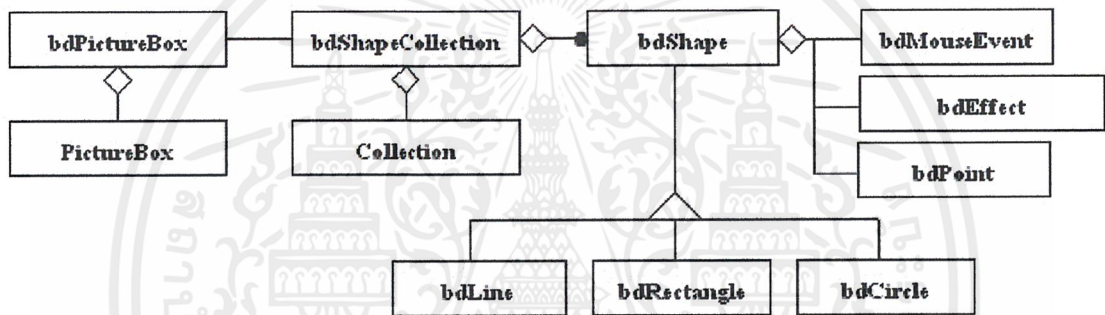 bdPictureBox
bdShapeCollection
bdShape
bdMouseEvent
bdEffect
PictureBox
Collection
bdPoint
bdLine
bdRectangle
bdCircle